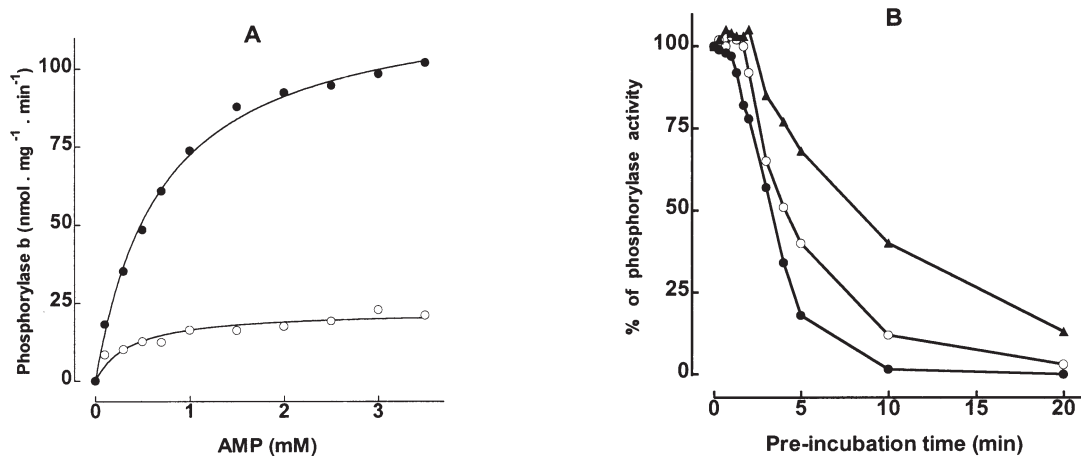 A
Phosphorylase b (nmol . mg⁻¹ . min⁻¹)
100
75
50
25
0
0 1 2 3
AMP (mM)
B
% of phosphorylase activity
100
75
50
25
0
0 5 10 15 20
Pre-incubation time (min)